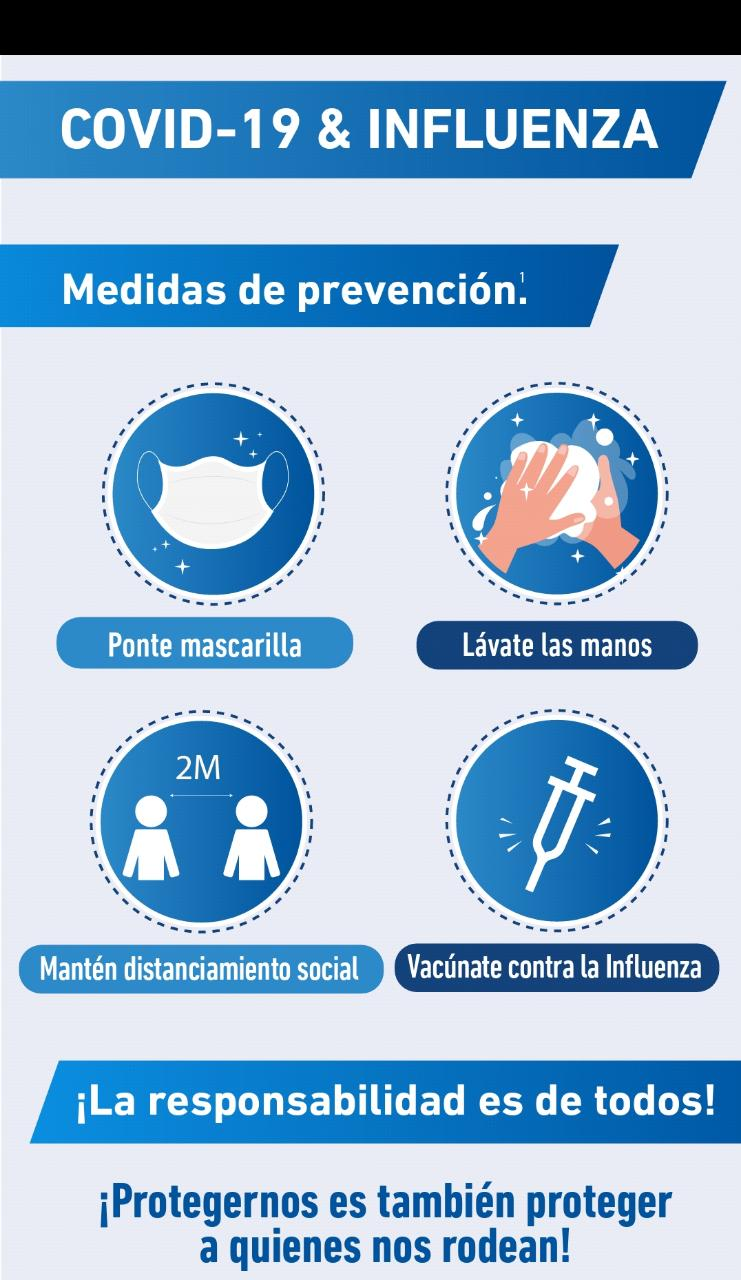 COVID-19 & INFLUENZA
Medidas de prevención.¹
Ponte mascarilla
Lávate las manos
2M
Mantén distanciamiento social
Vacúnate contra la Influenza
¡La responsabilidad es de todos!
¡Protegernos es también proteger
a quienes nos rodean!